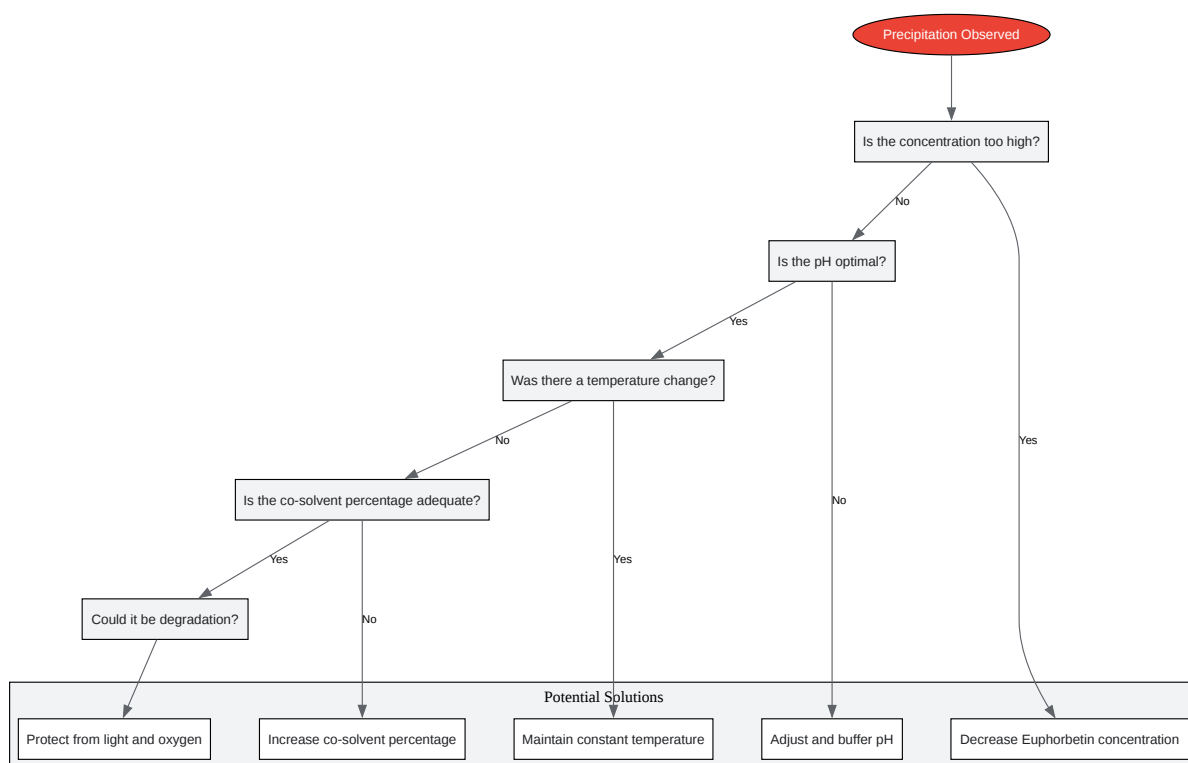 Precipitation Observed
Is the concentration too high?
No
Is the pH optimal?
Yes
Was there a temperature change?
No
Yes
Is the co-solvent percentage adequate?
No
Yes
Yes
Could it be degradation?
No
Potential Solutions
Protect from light and oxygen
Increase co-solvent percentage
Maintain constant temperature
Adjust and buffer pH
Decrease Euphorbetin concentration